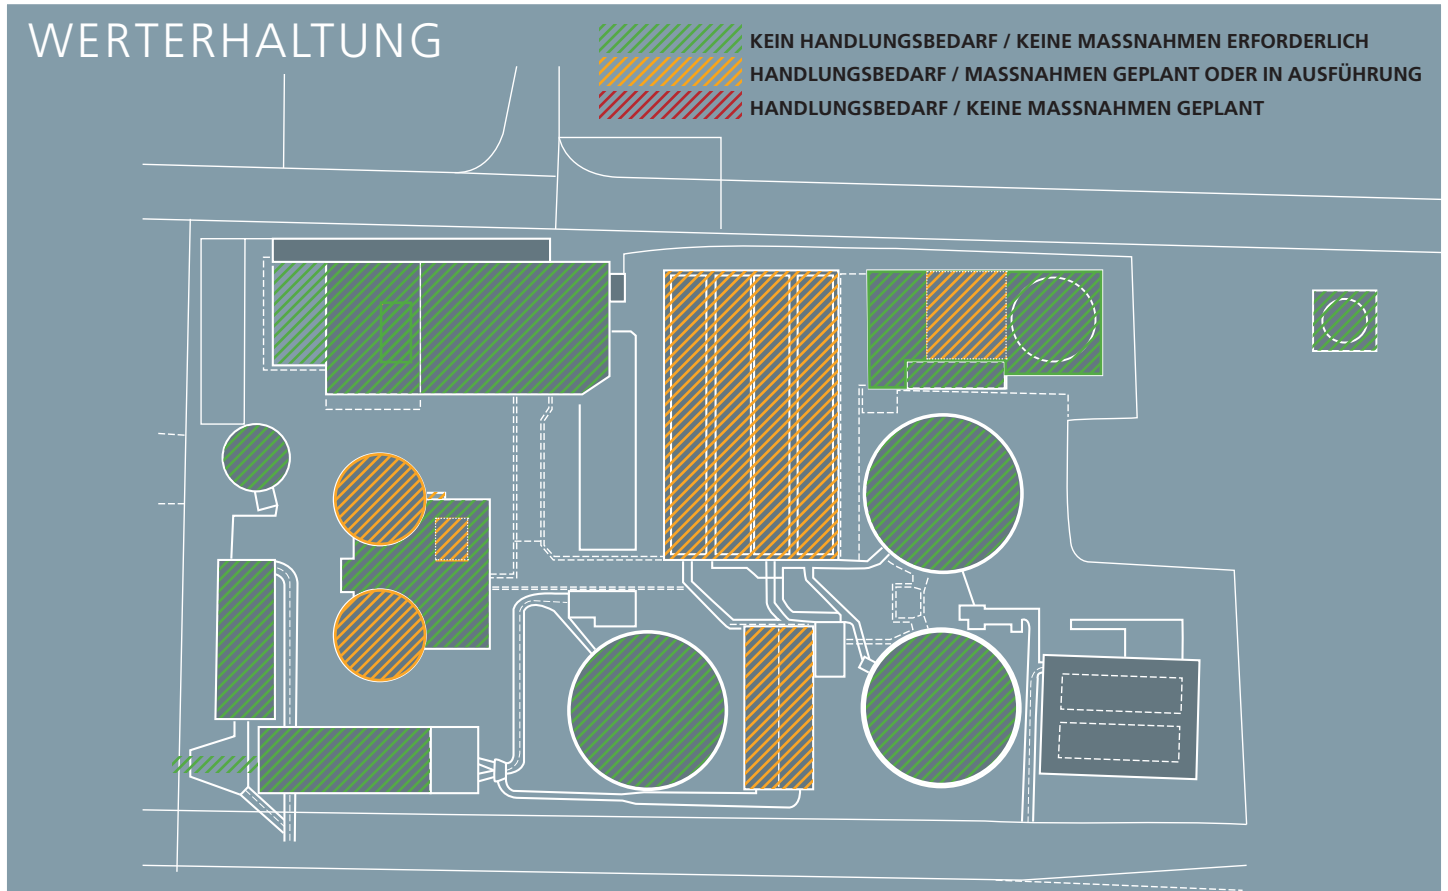 WERTERHALTUNG
KEIN HANDLUNGSBEDARF / KEINE MASSNAHMEN ERFORDERLICH
HANDLUNGSBEDARF / MASSNAHMEN GEPLANT ODER IN AUSFÜHRUNG
HANDLUNGSBEDARF / KEINE MASSNAHMEN GEPLANT